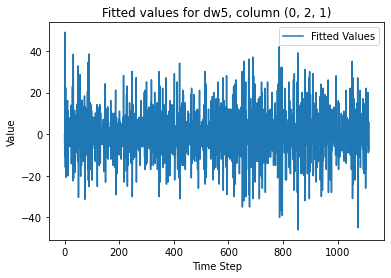 Fitted values for dw5, column (0, 2, 1)
Fitted Values
Value
40
20
0
−20
−40
0 200 400 600 800 1000
Time Step